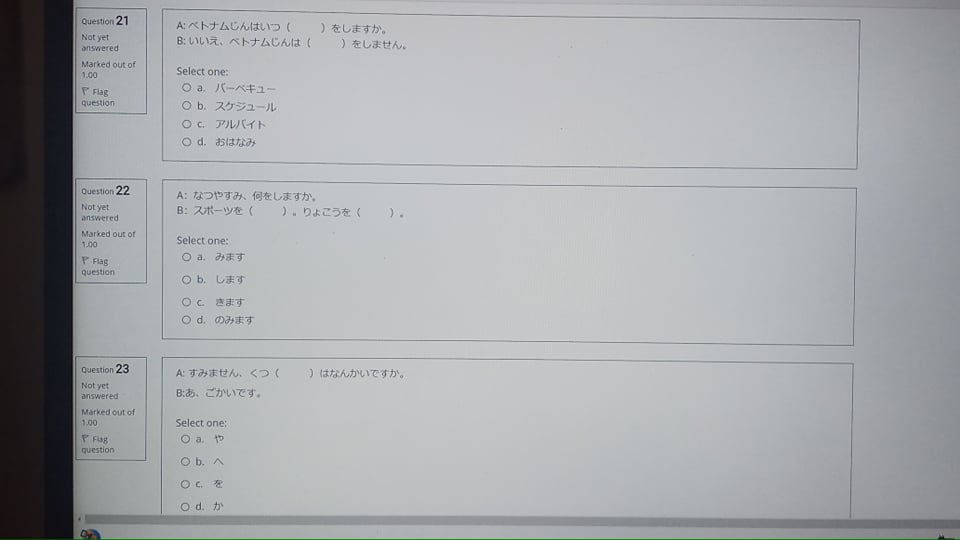 Question 21
Not yet
answered
Marked out of
1.00
Flag
question
A: ベトナムじんはいつ（　　　）をしますか。
B: いいえ、ベトナムじんは（　　　）をしません。
Select one:
a. バーベキュー
b. スケジュール
c. アルバイト
d. おはなみ
Question 22
Not yet
answered
Marked out of
1.00
Flag
question
A: なつやすみ、何をしますか。
B: スポーツを（　　　）。りょこうを（　　　）。
Select one:
a. みます
b. します
c. きます
d. のみます
Question 23
Not yet
answered
Marked out of
1.00
Flag
question
A: すみません、くつ（　　　）はなんかいですか。
B:あ、ごかいです。
Select one:
a. や
b. へ
c. を
d. か